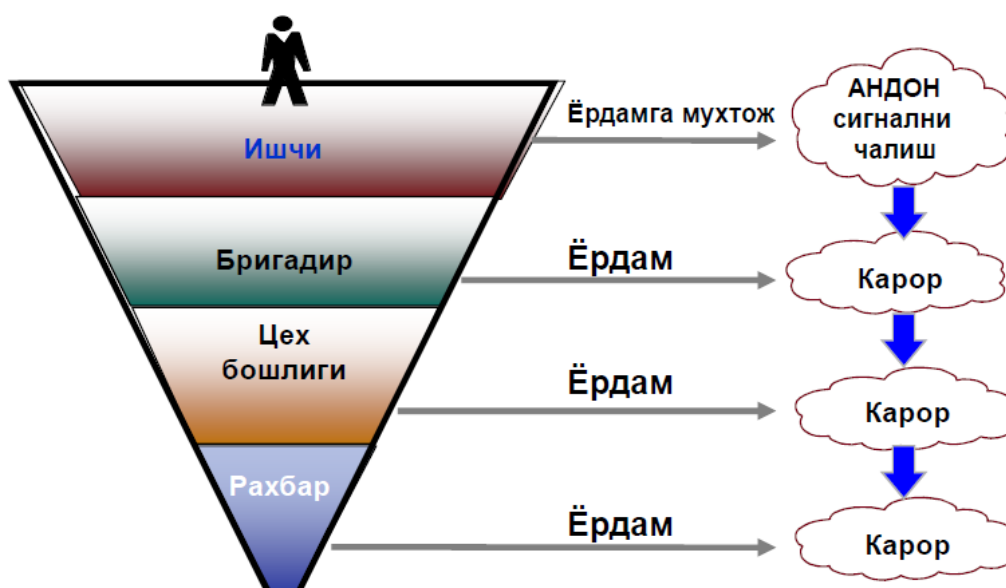 Ишчи
Ёрдамга мухтож
АНДОН
сигнални
чалиш
Бригадир
Ёрдам
Карор
Цех
бошлиги
Ёрдам
Карор
Рахбар
Ёрдам
Карор